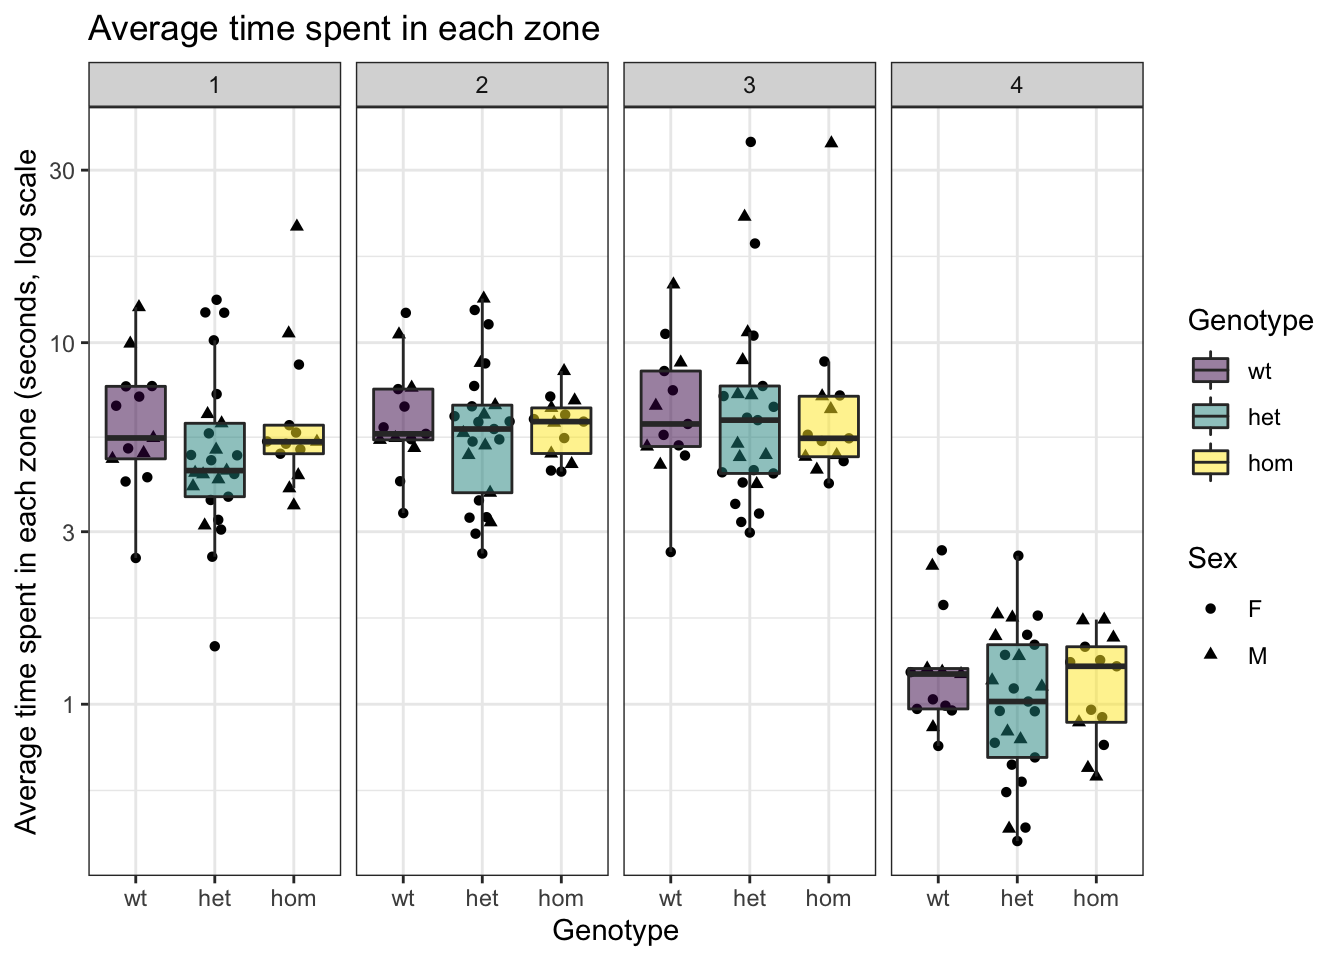 Average time spent in each zone
1 2 3 4
30
10
3
1
Average time spent in each zone (seconds, log scale
wt het hom wt het hom wt het hom wt het hom
Genotype
Genotype
wt
het
hom
Sex
F
M